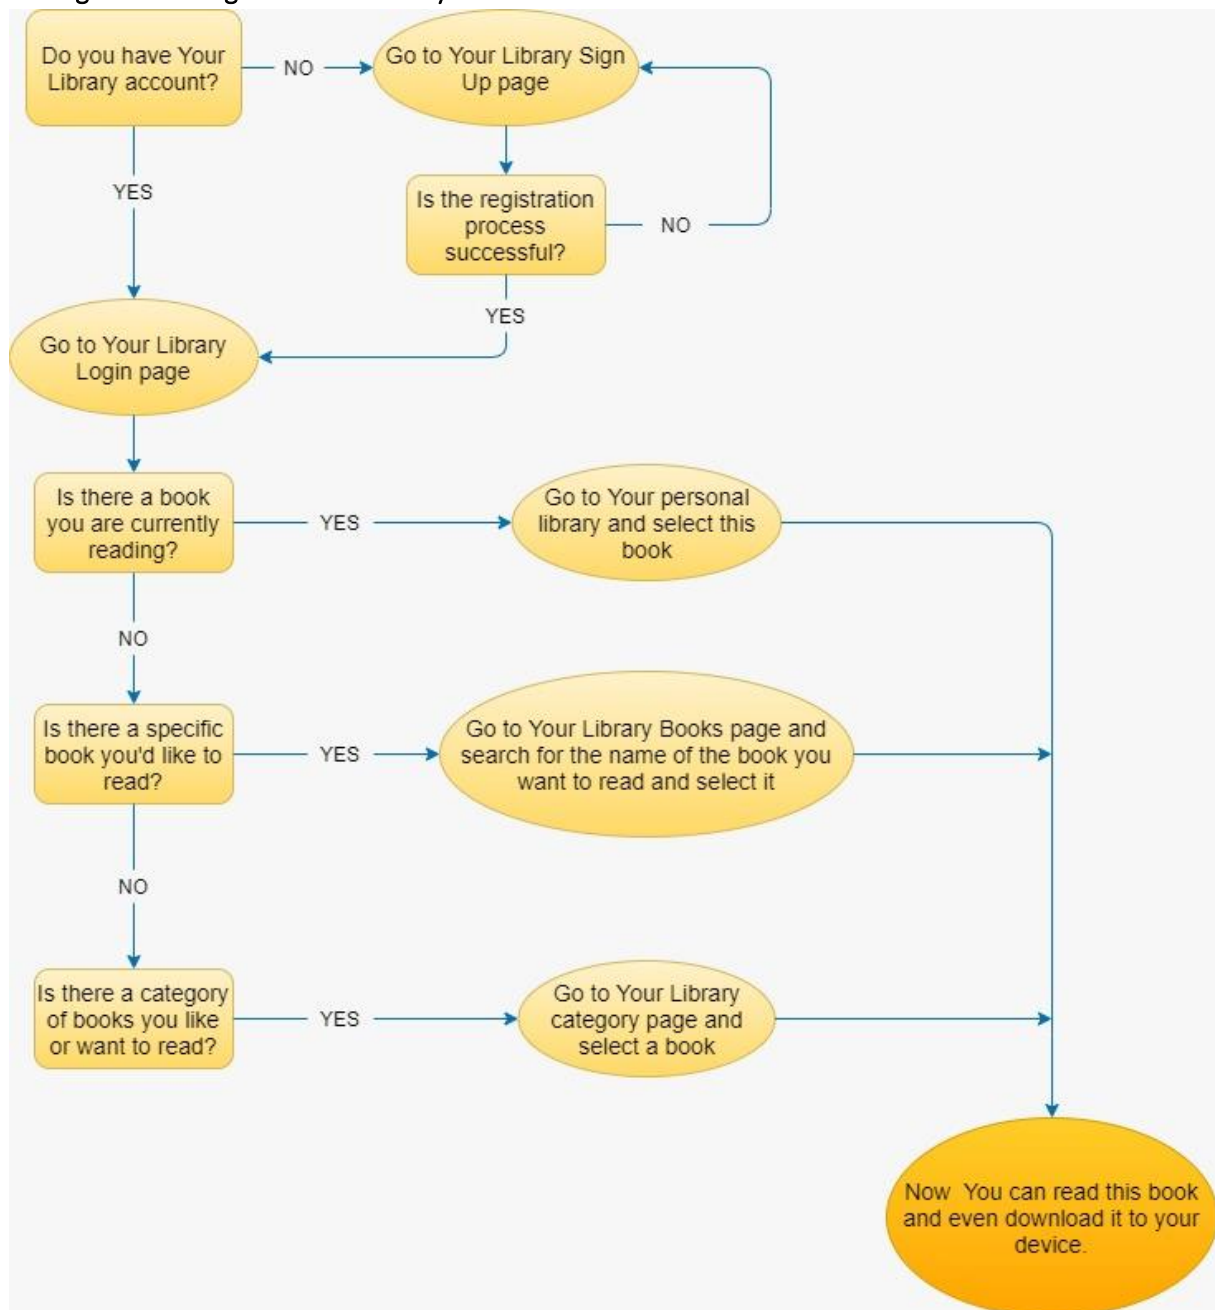 Do you have Your
Library account?
NO
Go to Your Library Sign
Up page
YES
Is the registration
process
successful?
NO
YES
Go to Your Library
Login page
Is there a book
you are currently
reading?
YES
Go to Your personal
library and select this
book
NO
Is there a specific
book you'd like to
read?
YES
Go to Your Library Books page and
search for the name of the book you
want to read and select it
NO
Is there a category
of books you like
or want to read?
YES
Go to Your Library
category page and
select a book
Now You can read this book
and even download it to your
device.